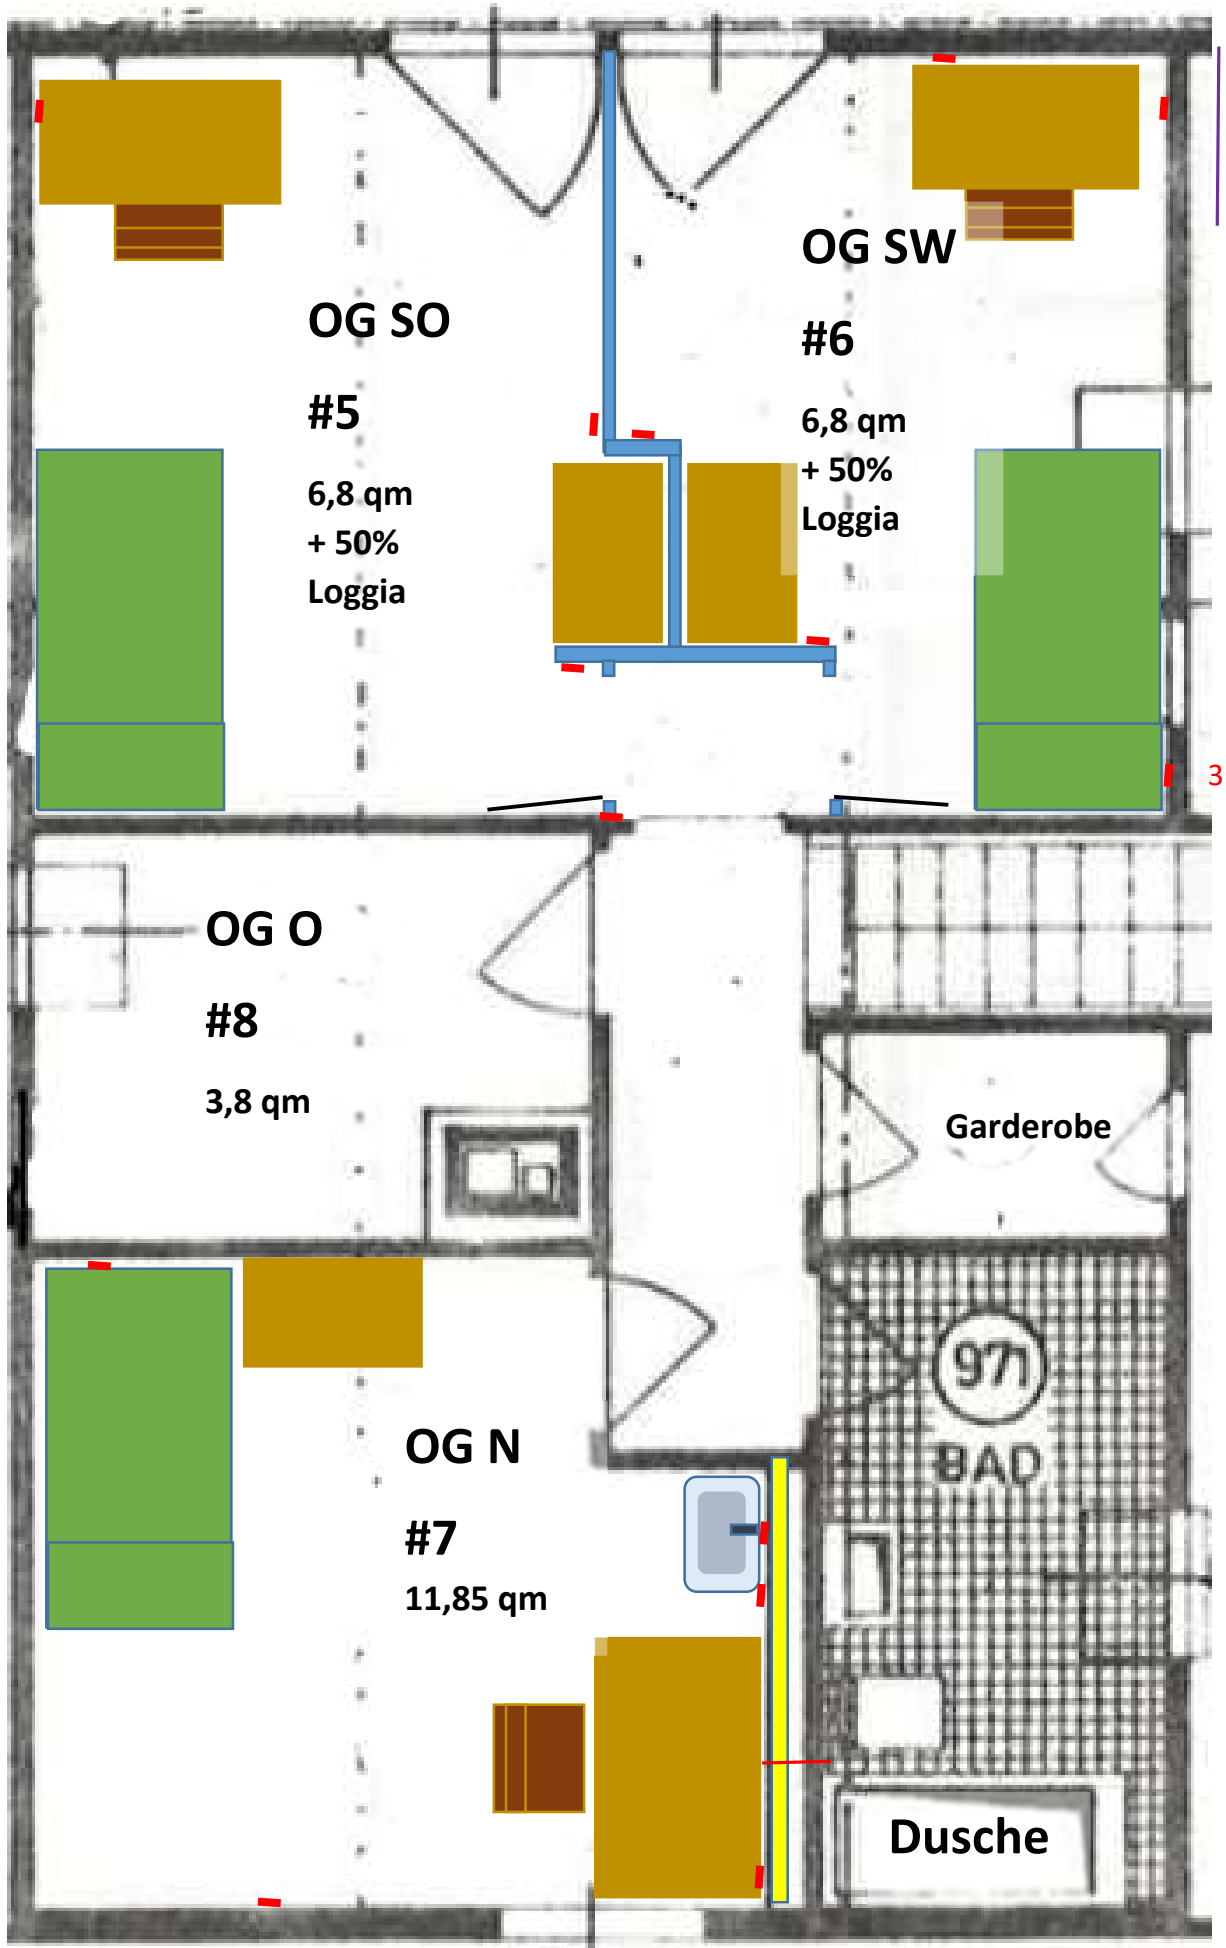 OG SO
#5
6,8 qm
+ 50%
Loggia
OG SW
#6
6,8 qm
+ 50%
Loggia
3
OG O
#8
3,8 qm
Garderobe
971
BAD
OG N
#7
11,85 qm
Dusche